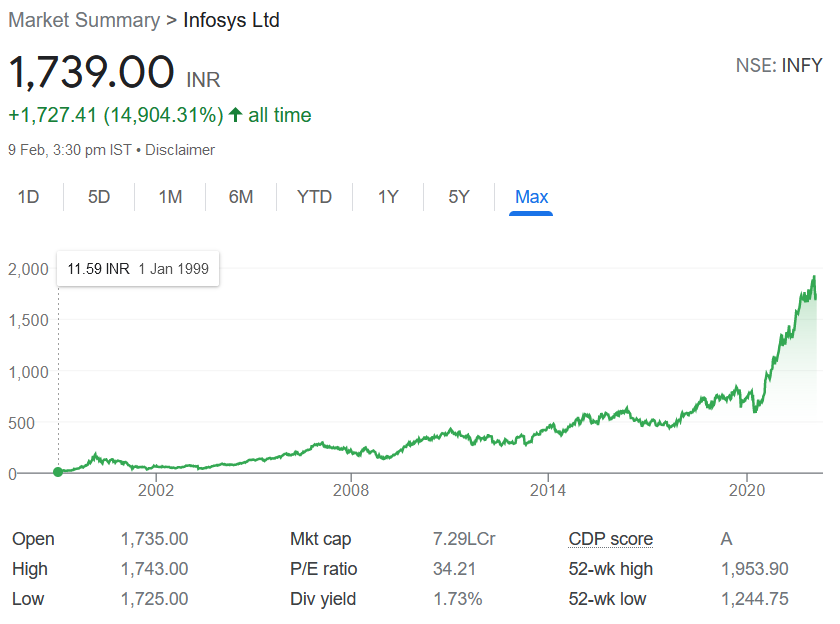 Market Summary > Infosys Ltd
1,739.00 INR
NSE: INFY
+1,727.41 (14,904.31%) ↑ all time
9 Feb, 3:30 pm IST • Disclaimer
1D 5D 1M 6M YTD 1Y 5Y Max
11.59 INR 1 Jan 1999
2,000
1,500
1,000
500
0
2002 2008 2014 2020
Open 1,735.00 Mkt cap 7.29LCr CDP score A
High 1,743.00 P/E ratio 34.21 52-wk high 1,953.90
Low 1,725.00 Div yield 1.73% 52-wk low 1,244.75